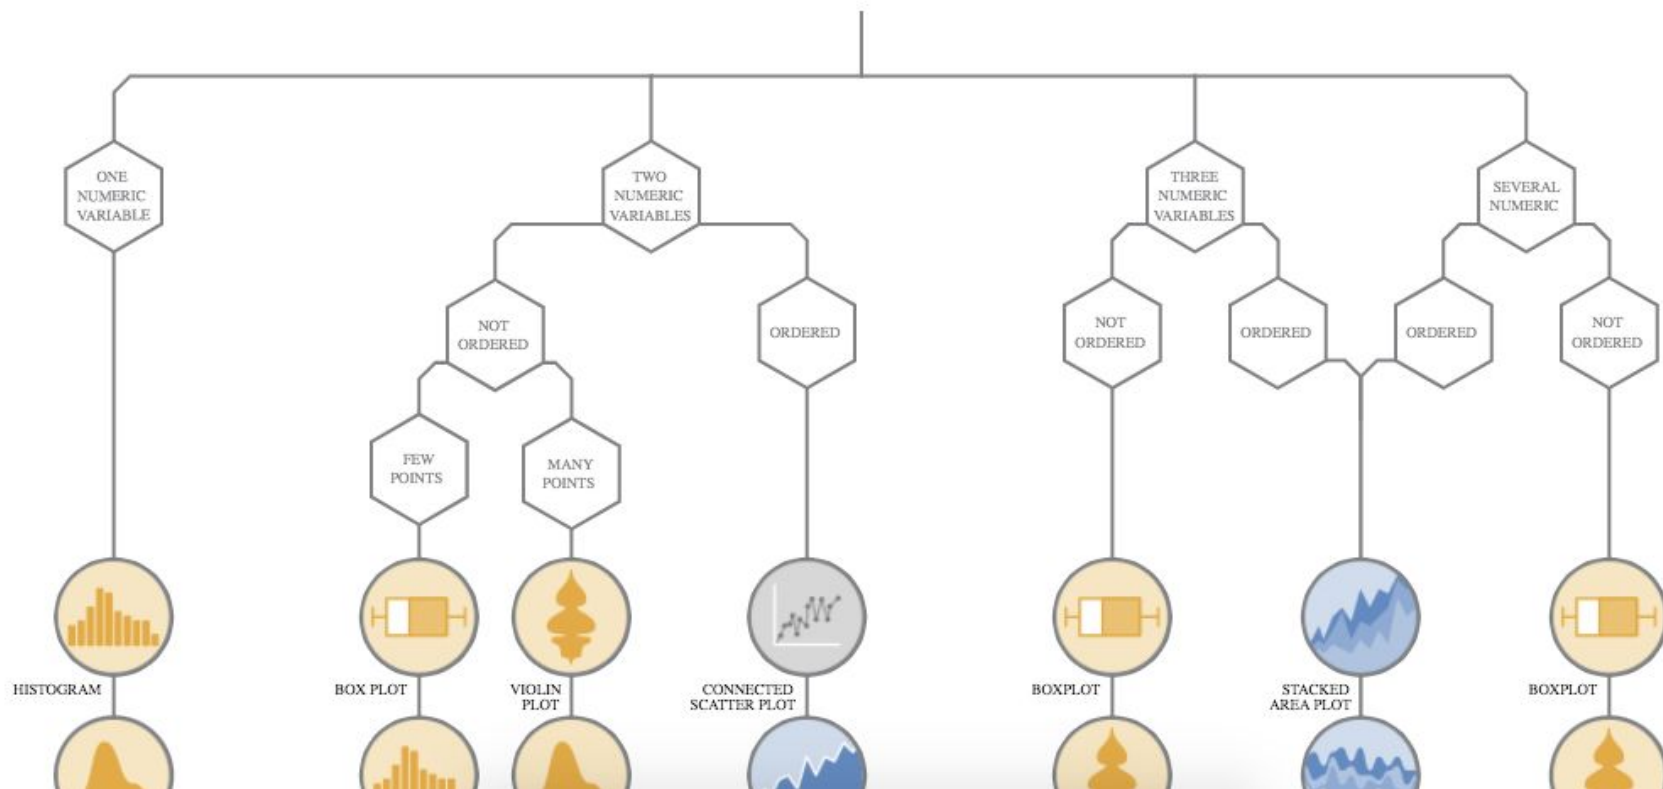 ONE
NUMERIC
VARIABLE
TWO
NUMERIC
VARIABLES
THREE
NUMERIC
VARIABLES
SEVERAL
NUMERIC
NOT
ORDERED
ORDERED
NOT
ORDERED
ORDERED
ORDERED
NOT
ORDERED
FEW
POINTS
MANY
POINTS
HISTOGRAM
BOX PLOT
VIOLIN
PLOT
CONNECTED
SCATTER PLOT
BOXPLOT
STACKED
AREA PLOT
BOXPLOT